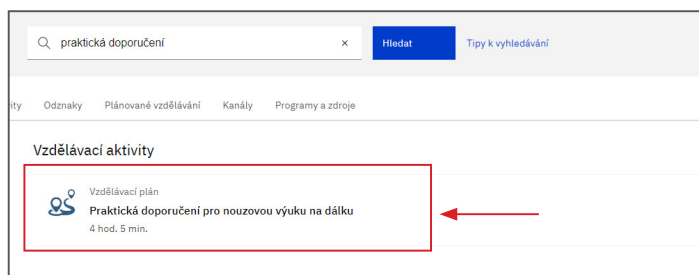 praktická doporučení × Hledat Tipy k vyhledávání
ity Odznaky Plánované vzdělávání Kanály Programy a zdroje
Vzdělávací aktivity
Vzdělávací plán
Praktická doporučení pro nouzovou výuku na dálku
4 hod. 5 min.